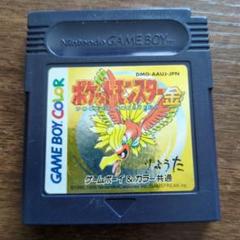 Nintendo GAME BOY
DMG-AAUJ-JPN
ポケットモンスター金
GAME BOY COLOR
りょうた
ゲームボーイ&カラー共通